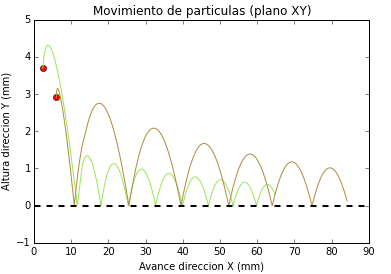 Movimiento de particulas (plano XY)
Altura direccion Y (mm)
5
4
3
2
1
0
−1
0 10 20 30 40 50 60 70 80 90
Avance direccion X (mm)